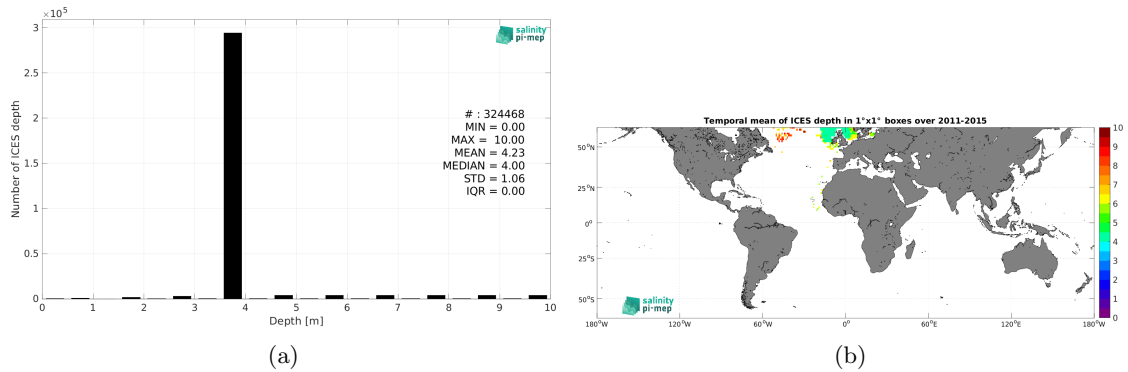 ×10⁵
3
2.5
2
1.5
1
0.5
0
Number of ICES depth
salinity
pi-mep
# : 324468
MIN = 0.00
MAX = 10.00
MEAN = 4.23
MEDIAN = 4.00
STD = 1.06
IQR = 0.00
0 1 2 3 4 5 6 7 8 9 10
Depth [m]
(a)
Temporal mean of ICES depth in 1°x1° boxes over 2011-2015
50°N
25°N
0°
25°S
50°S
salinity
pi-mep
180°W 120°W 60°W 0° 60°E 120°E 180°W
10
9
8
7
6
5
4
3
2
1
0
(b)